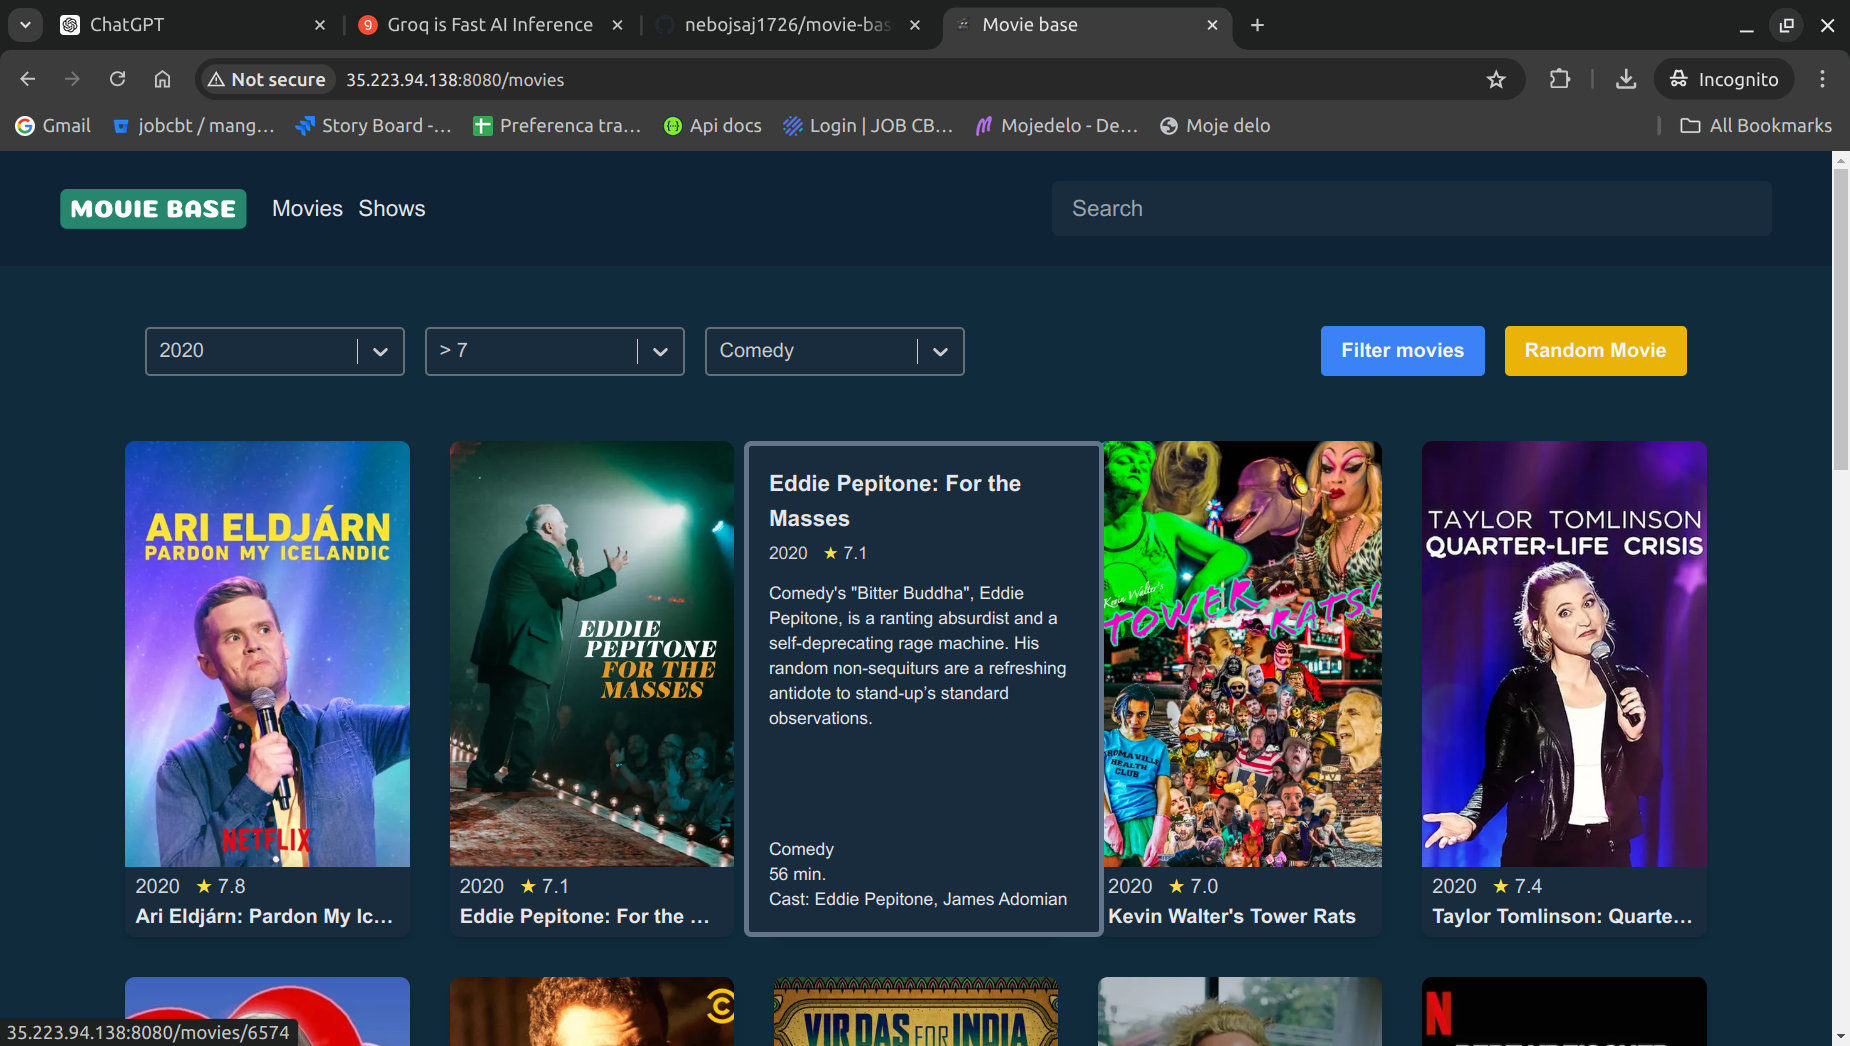 ChatGPT
9 Groq is Fast AI Inference
nebojsaj1726/movie-bas
Movie base
Not secure
35.223.94.138:8080/movies
Incognito
Gmail
jobcbt / mang...
Story Board -...
Preferenca tra...
Api docs
Login | JOB CB...
Mojedelo - De...
Moje delo
All Bookmarks
MOVIE BASE
Movies
Shows
Search
2020
> 7
Comedy
Filter movies
Random Movie
ARI ELDJÁRN
PARDON MY ICELANDIC
NETFLIX
2020 ★ 7.8
Ari Eldjárn: Pardon My Ic...
EDDIE
PEPITONE
FOR THE
MASSES
2020 ★ 7.1
Eddie Pepitone: For the ...
Eddie Pepitone: For the
Masses
2020 ★ 7.1
Comedy's "Bitter Buddha", Eddie
Pepitone, is a ranting absurdist and a
self-deprecating rage machine. His
random non-sequiturs are a refreshing
antidote to stand-up’s standard
observations.
Comedy
56 min.
Cast: Eddie Pepitone, James Adomian
Kevin Walter's
TOWER RATS!
TROMAVILLE
HEALTH
CLUB
2020 ★ 7.0
Kevin Walter's Tower Rats
TAYLOR TOMLINSON
QUARTER-LIFE CRISIS
2020 ★ 7.4
Taylor Tomlinson: Quarte...
VIR DAS FOR INDIA
N
35.223.94.138:8080/movies/6574